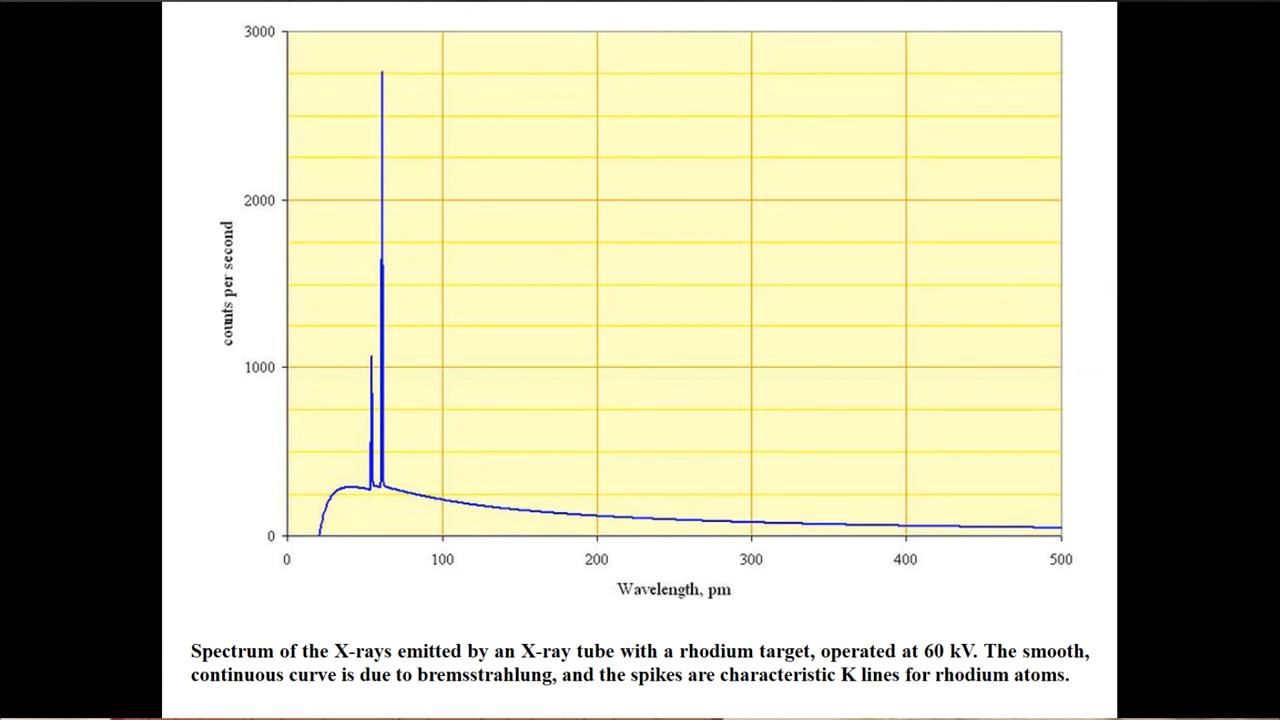 3000
2000
1000
0
counts per second
0 100 200 300 400 500
Wavelength, pm
Spectrum of the X-rays emitted by an X-ray tube with a rhodium target, operated at 60 kV. The smooth,
continuous curve is due to bremsstrahlung, and the spikes are characteristic K lines for rhodium atoms.